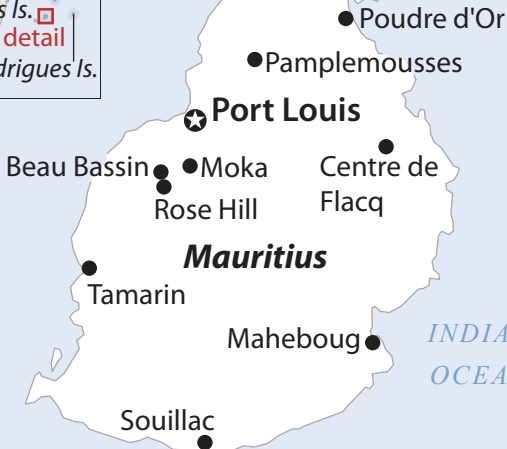 s Is.
detail
drigues Is.
Poudre d'Or
Pamplemousses
Port Louis
Beau Bassin
Moka
Centre de
Flacq
Rose Hill
Mauritius
Tamarin
Maheboug
INDIA
OCEA
Souillac